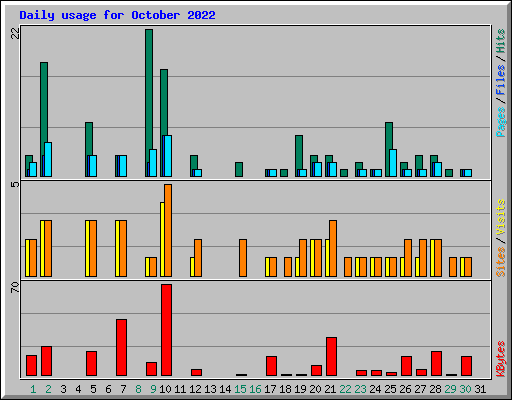 Daily usage for October 2022
22
Pages / Files / Hits
5
Sites / Visits
70
KBytes
1 2 3 4 5 6 7 8 9 10 11 12 13 14 15 16 17 18 19 20 21 22 23 24 25 26 27 28 29 30 31